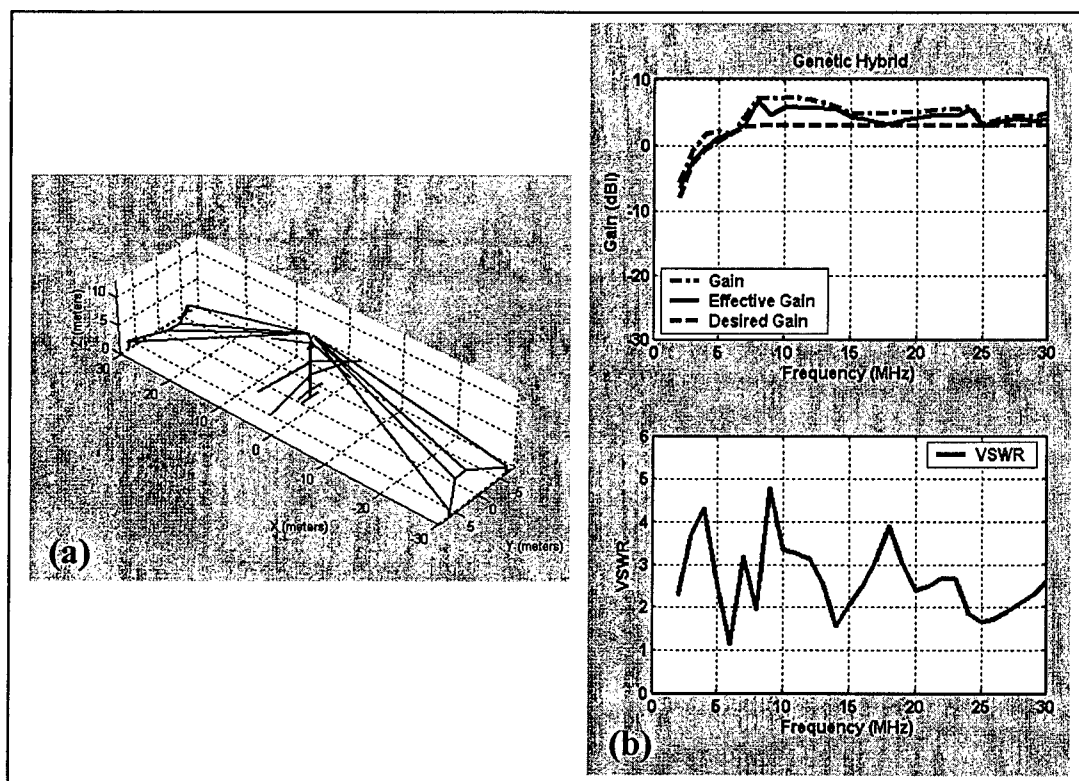 Genetic Hybrid
10
0
-10
-20
-30
Gain (dBi)
Gain
Effective Gain
Desired Gain
0 5 10 15 20 25 30
Frequency (MHz)
10
5
0
Z (meters)
30
20
10
0
-10
-20
-30
X (meters)
5
0
-5
Y (meters)
(a)
6
5
4
3
2
1
0
VSWR
VSWR
0 5 10 15 20 25 30
Frequency (MHz)
(b)